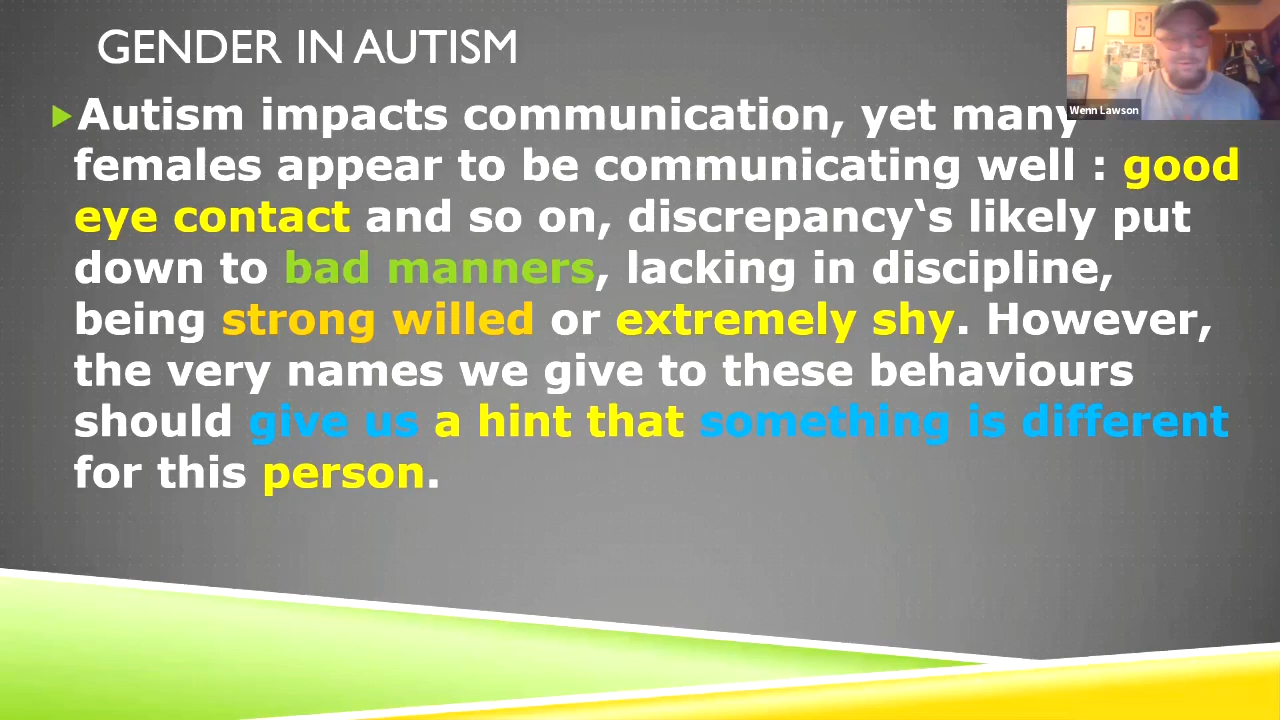 GENDER IN AUTISM
Autism impacts communication, yet many
Wenn Lawson
females appear to be communicating well : good
eye contact and so on, discrepancy‘s likely put
down to bad manners, lacking in discipline,
being strong willed or extremely shy. However,
the very names we give to these behaviours
should give us a hint that something is different
for this person.